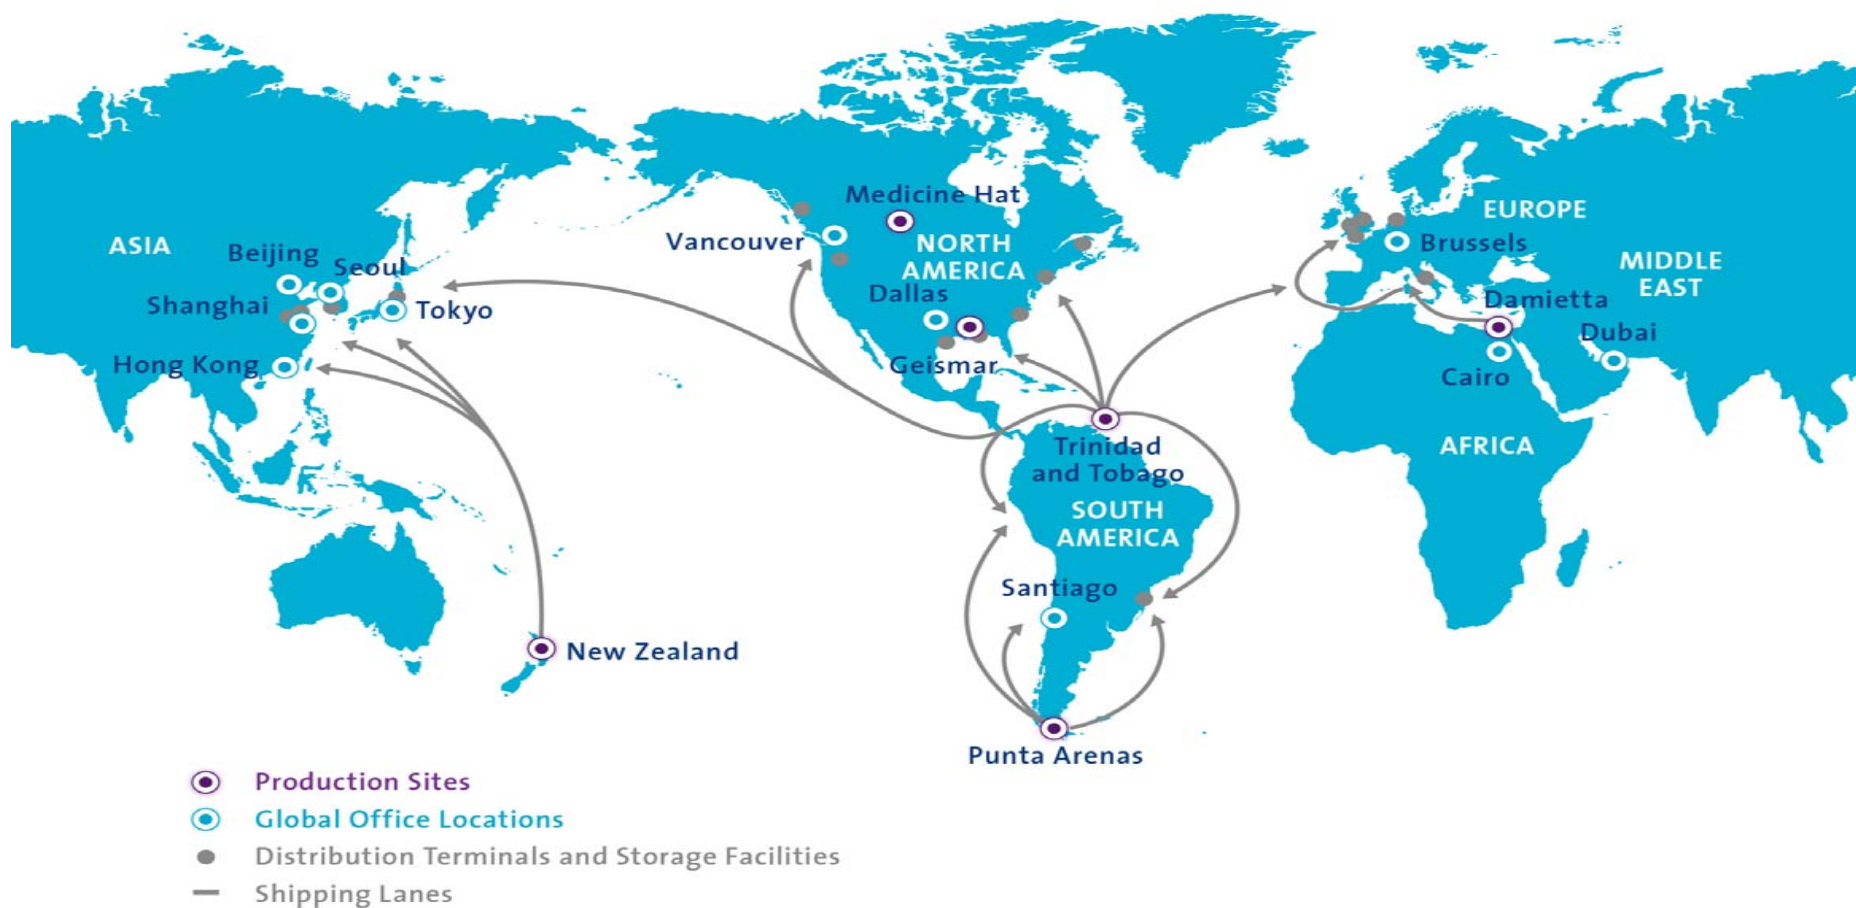 Medicine Hat
EUROPE
ASIA
Beijing
Vancouver
NORTH
AMERICA
Brussels
Seoul
MIDDLE
EAST
Shanghai
Tokyo
Dallas
Damietta
Dubai
Hong Kong
Geismar
Cairo
Trinidad
and Tobago
AFRICA
SOUTH
AMERICA
Santiago
New Zealand
Punta Arenas
Production Sites
Global Office Locations
Distribution Terminals and Storage Facilities
Shipping Lanes